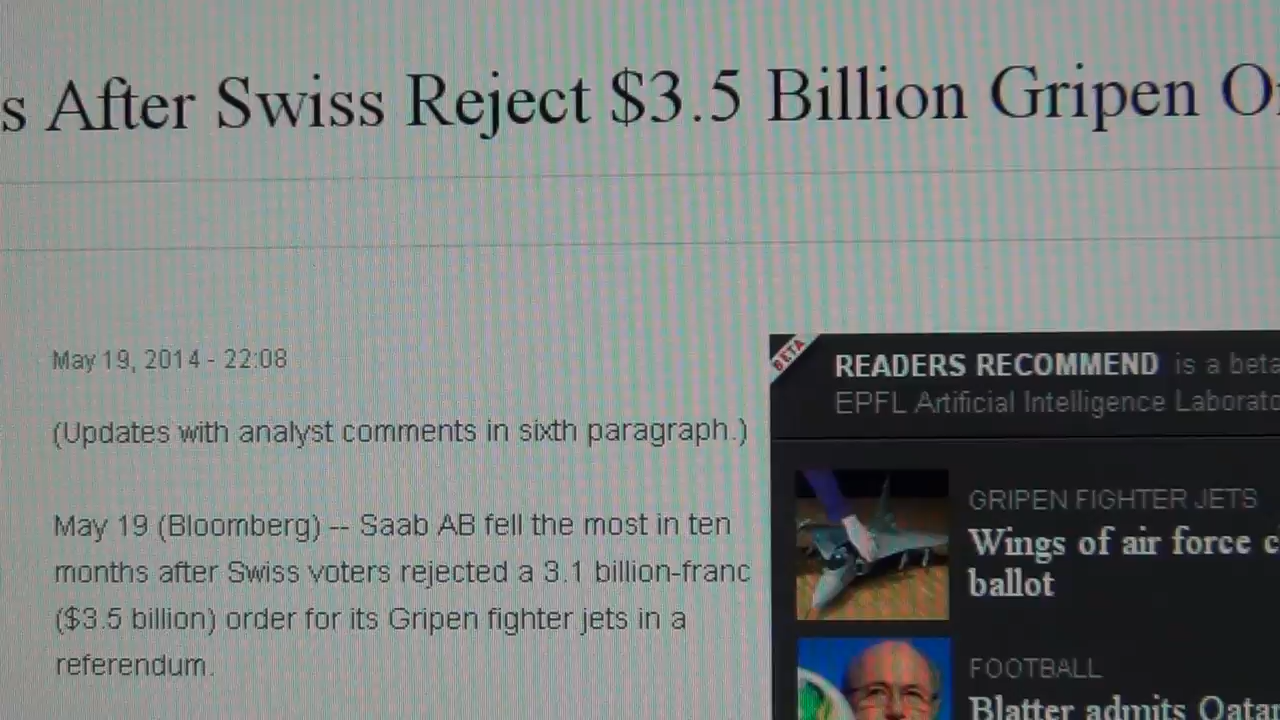 s After Swiss Reject $3.5 Billion Gripen
May 19, 2014 - 22:08
(Updates with analyst comments in sixth paragraph.)
May 19 (Bloomberg) -- Saab AB fell the most in ten
months after Swiss voters rejected a 3.1 billion-franc
($3.5 billion) order for its Gripen fighter jets in a
referendum.
BETA
READERS RECOMMEND is a beta
EPFL Artificial Intelligence
GRIPEN FIGHTER JETS
Wings of air force
ballot
FOOTBALL
Blatter admits Qatar